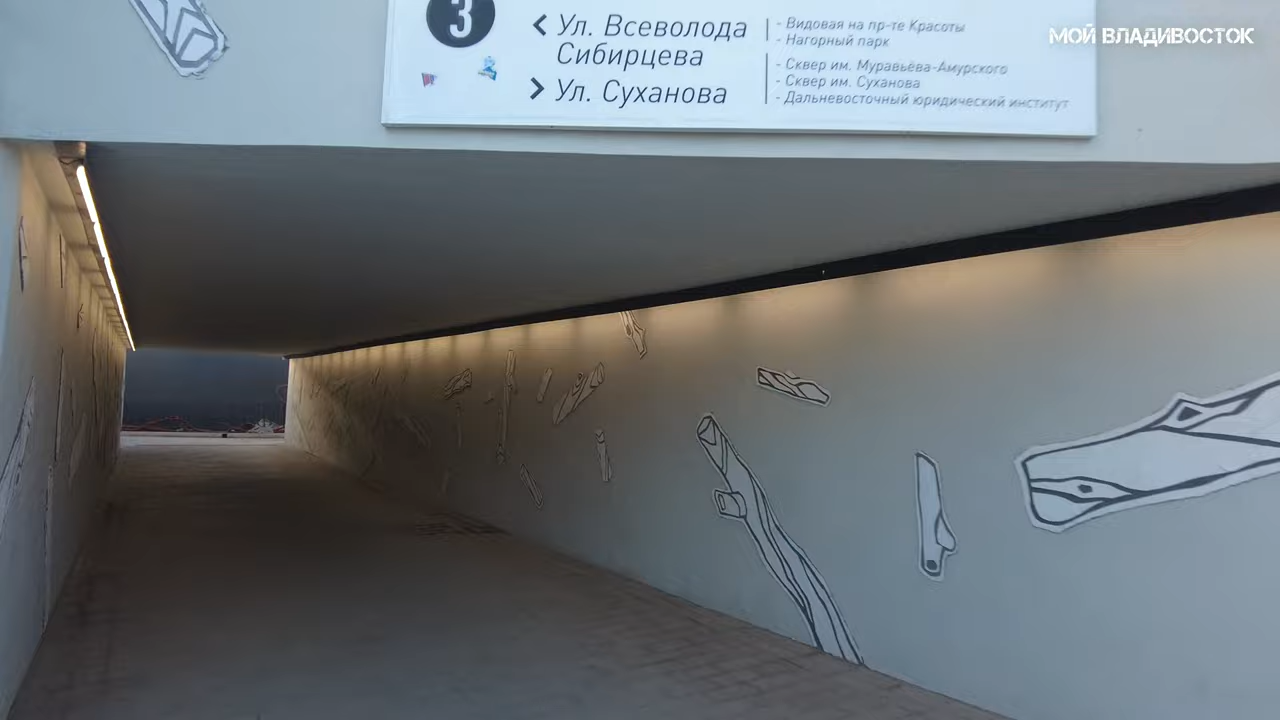 3
< Ул. Всеволода
Сибирцева
> Ул. Суханова
- Видовая на пр-те Красоты
- Нагорный парк
- Сквер им. Муравьёва-Амурского
- Сквер им. Суханова
- Дальневосточный юридический институт
МОЙ ВЛАДИВОСТОК